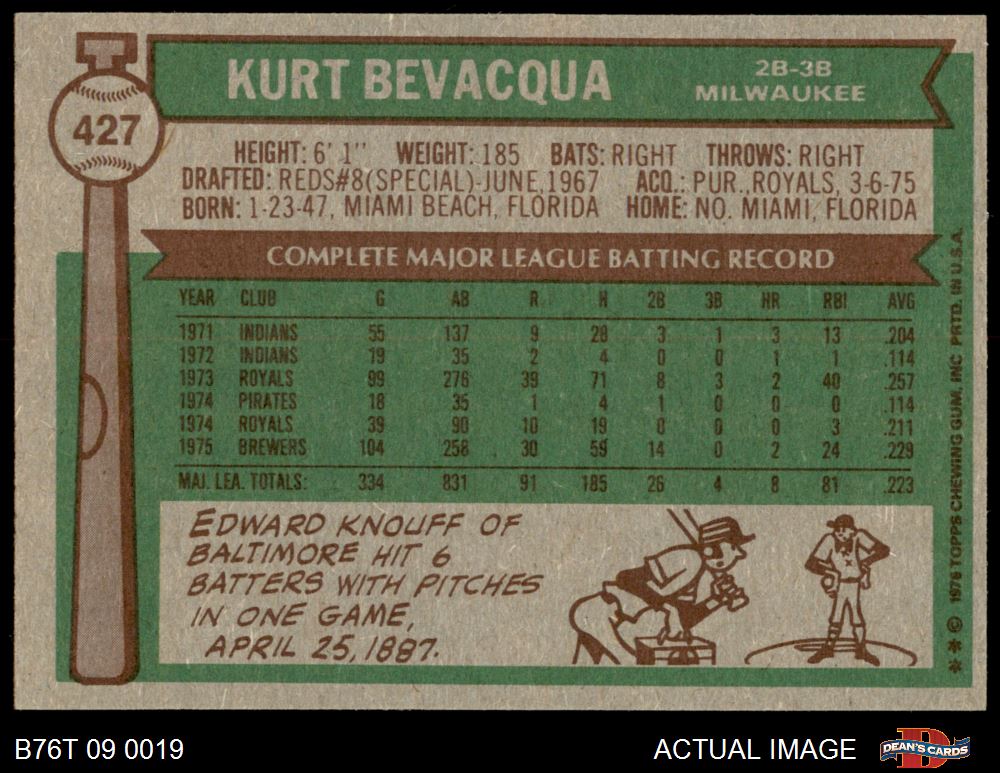 KURT BEVACQUA
2B-3B
MILWAUKEE
427
HEIGHT: 6' 1" WEIGHT: 185 BATS: RIGHT THROWS: RIGHT
DRAFTED: REDS#8(SPECIAL)-JUNE,1967 ACQ.: PUR.,ROYALS, 3-6-75
BORN: 1-23-47, MIAMI BEACH, FLORIDA HOME: NO. MIAMI, FLORIDA
COMPLETE MAJOR LEAGUE BATTING RECORD
YEAR CLUB G AB R H 2B 3B HR RBI AVG
1971 INDIANS 55 137 9 28 3 1 3 13 .204
1972 INDIANS 19 35 2 4 0 0 1 1 .114
1973 ROYALS 99 276 39 71 8 3 2 40 .257
1974 PIRATES 18 35 1 4 1 0 0 0 .114
1974 ROYALS 39 90 10 19 0 0 0 3 .211
1975 BREWERS 104 258 30 59 14 0 2 24 .229
MAJ. LEA. TOTALS: 334 831 91 185 26 4 8 81 .223
EDWARD KNOUFF OF
BALTIMORE HIT 6
BATTERS WITH PITCHES
IN ONE GAME,
APRIL 25, 1887.
* * © 1976 TOPPS CHEWING GUM, INC PRTD. IN U.S.A.
B76T 09 0019
ACTUAL IMAGE
DEAN'S CARDS